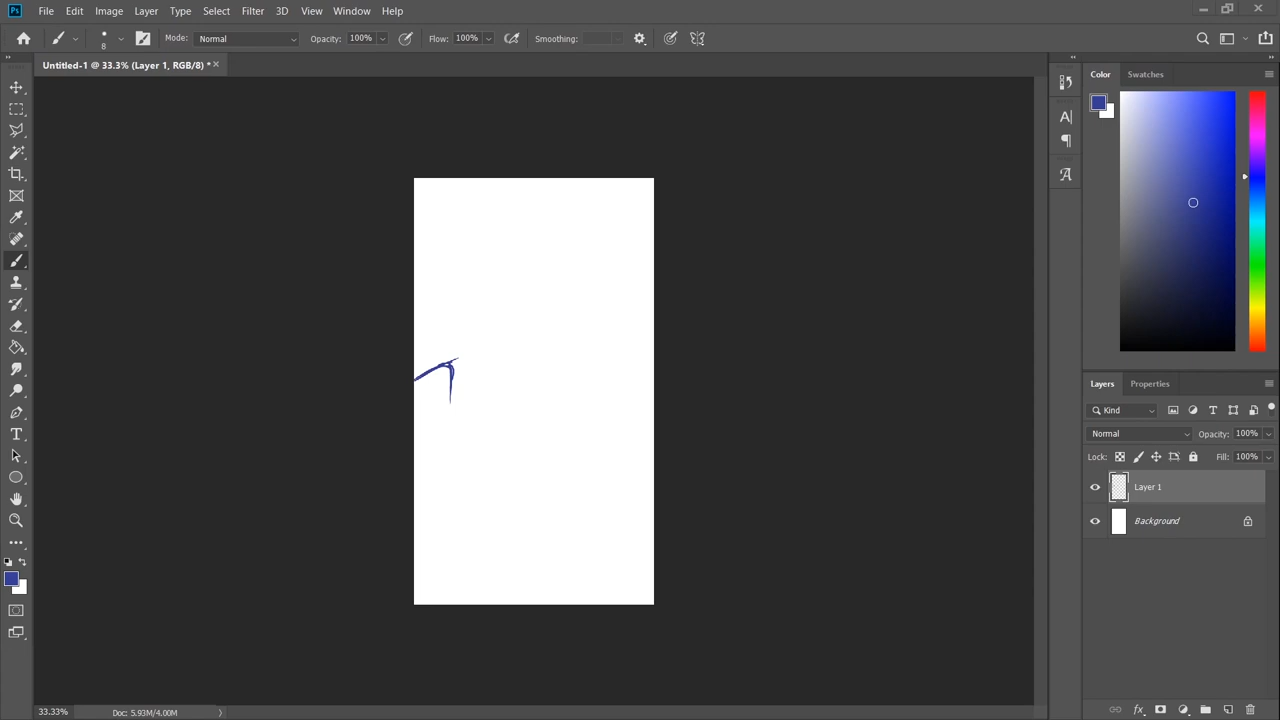 Ps File Edit Image Layer Type Select Filter 3D View Window Help
8 Mode: Normal Opacity: 100% Flow: 100% Smoothing:
Untitled-1 @ 33.3% (Layer 1, RGB/8) *
Color Swatches
Layers Properties
Kind
Normal Opacity: 100%
Lock: Fill: 100%
Layer 1
Background
33.33% Doc: 5.93M/4.00M